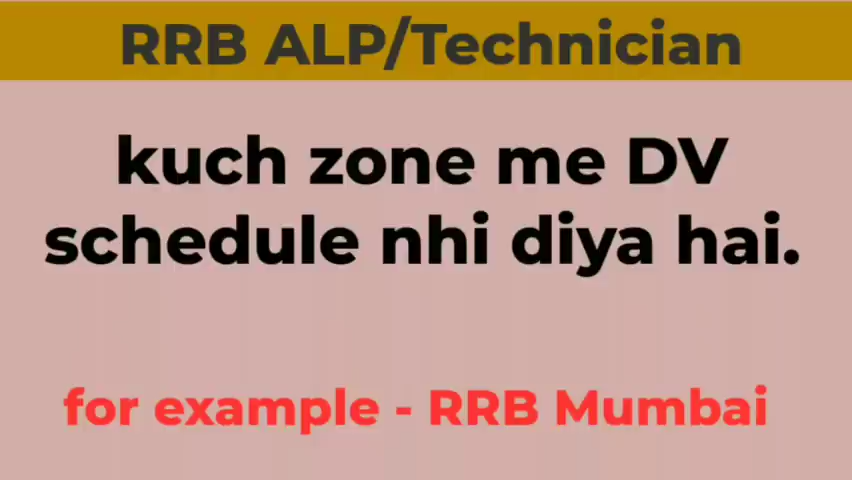 RRB ALP/Technician
kuch zone me DV
schedule nhi diya hai.
for example - RRB Mumbai